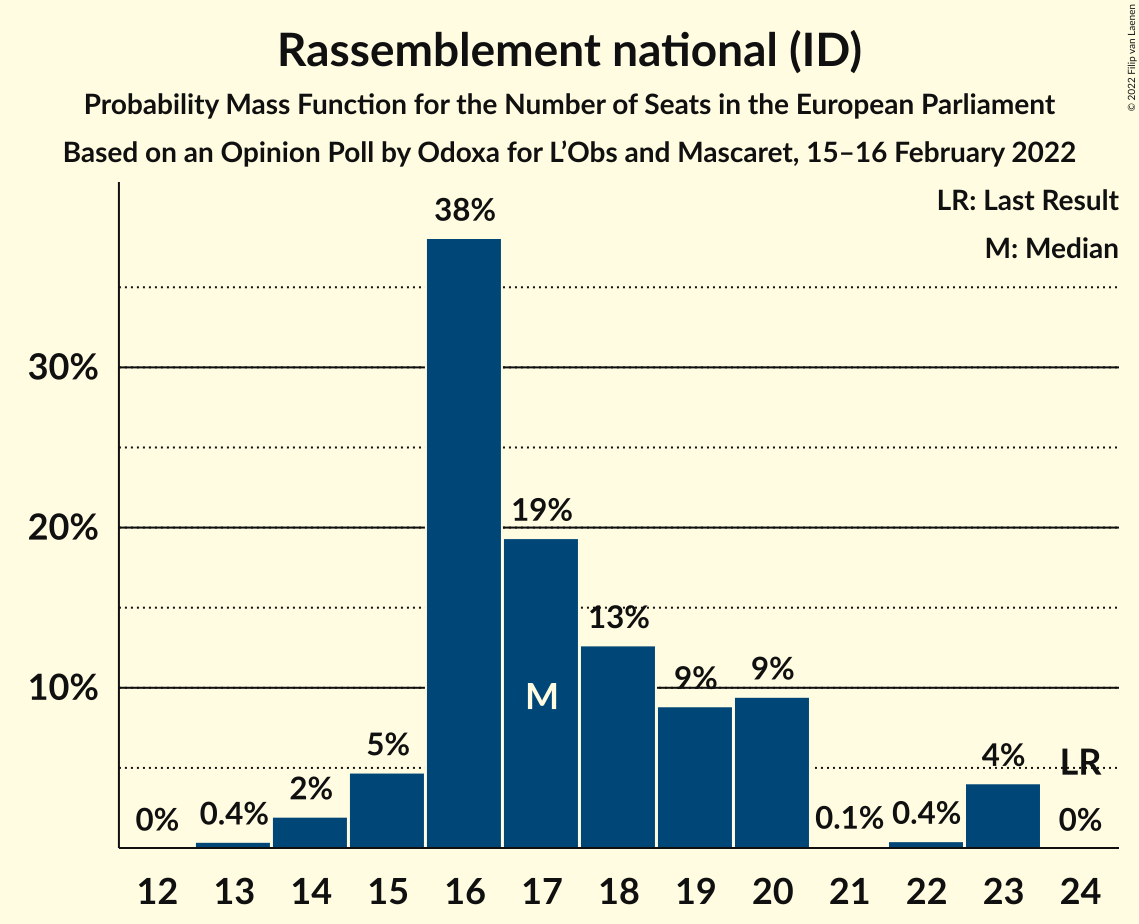 Rassemblement national (ID)
Probability Mass Function for the Number of Seats in the European Parliament
Based on an Opinion Poll by Odoxa for L’Obs and Mascaret, 15–16 February 2022
© 2022 Filip van Laenen
LR: Last Result
M: Median
38%
30%
19%
20%
13%
9%
9%
10%
M
5%
4%
LR
2%
0%
0.4%
0.1%
0.4%
0%
12 13 14 15 16 17 18 19 20 21 22 23 24